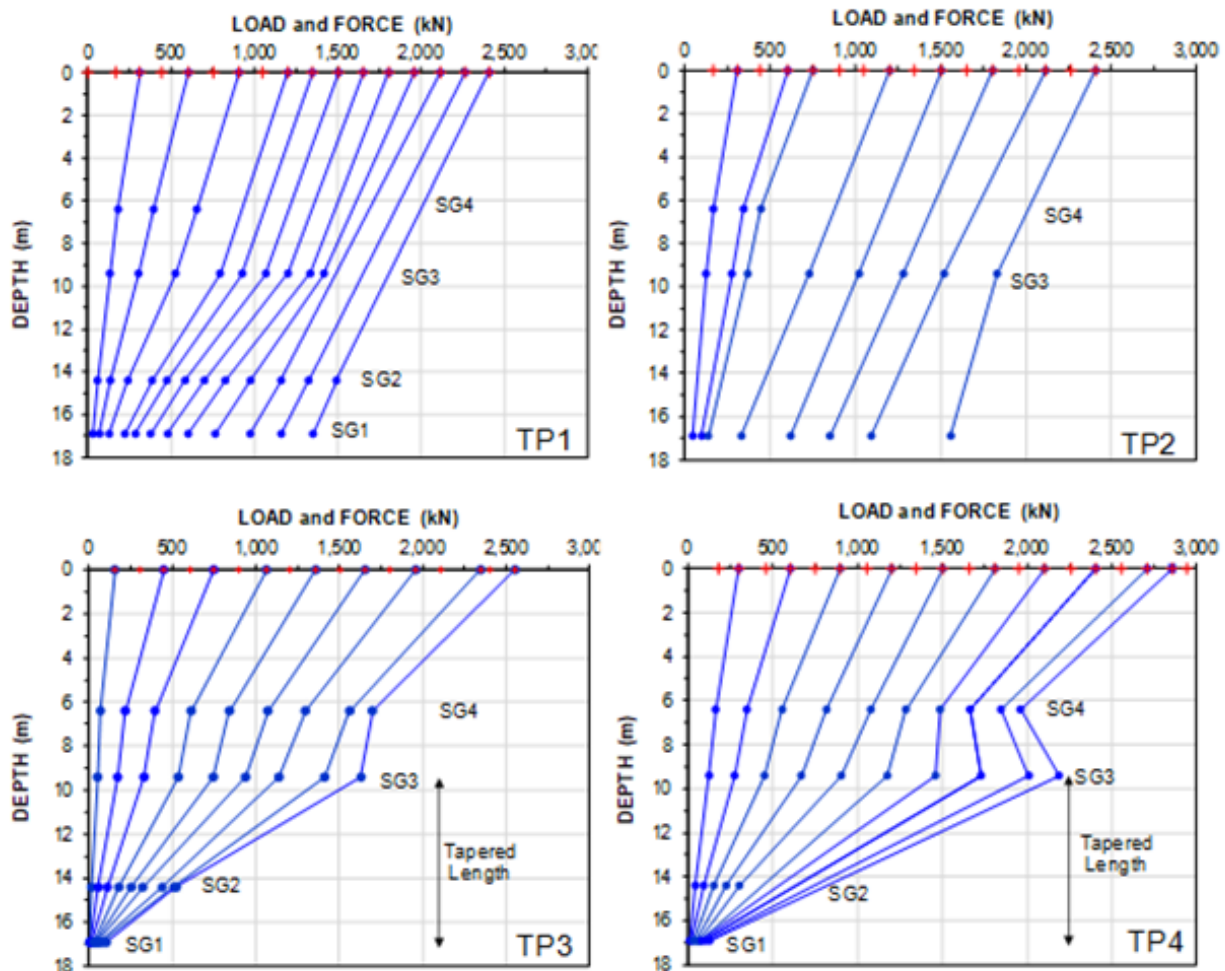 LOAD and FORCE (kN)
0 500 1,000 1,500 2,000 2,500 3,00
0
2
4
6
8
10
12
14
16
18
DEPTH (m)
SG4
SG3
SG2
SG1
TP1
LOAD and FORCE (kN)
0 500 1,000 1,500 2,000 2,500 3,000
0
2
4
6
8
10
12
14
16
18
DEPTH (m)
SG4
SG3
TP2
LOAD and FORCE (kN)
0 500 1,000 1,500 2,000 2,500 3,00
0
2
4
6
8
10
12
14
16
18
DEPTH (m)
SG4
SG3
Tapered
Length
SG2
SG1
TP3
LOAD and FORCE (kN)
0 500 1,000 1,500 2,000 2,500 3,000
0
2
4
6
8
10
12
14
16
18
DEPTH (m)
SG4
SG3
Tapered
Length
SG2
SG1
TP4